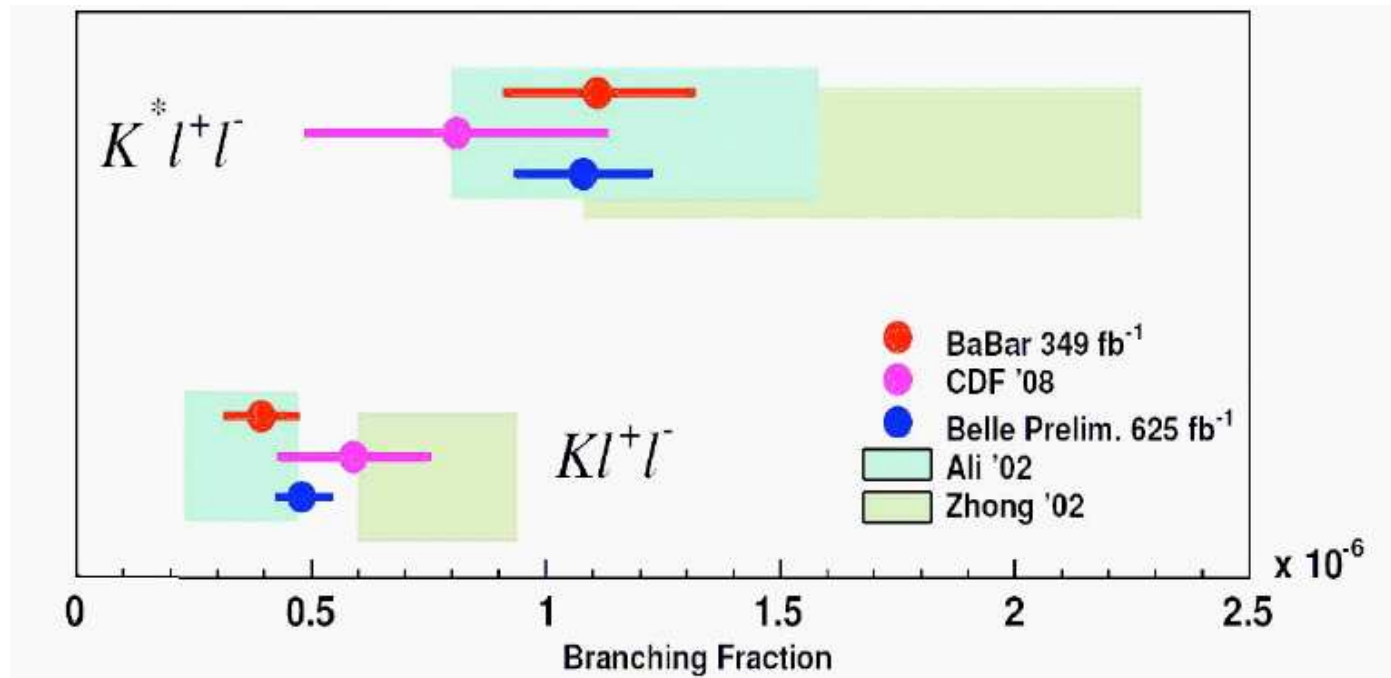 K*l⁺l⁻
BaBar 349 fb⁻¹
CDF '08
Belle Prelim. 625 fb⁻¹
Kl⁺l⁻
Ali '02
Zhong '02
x 10⁻⁶
0 0.5 1 1.5 2 2.5
Branching Fraction